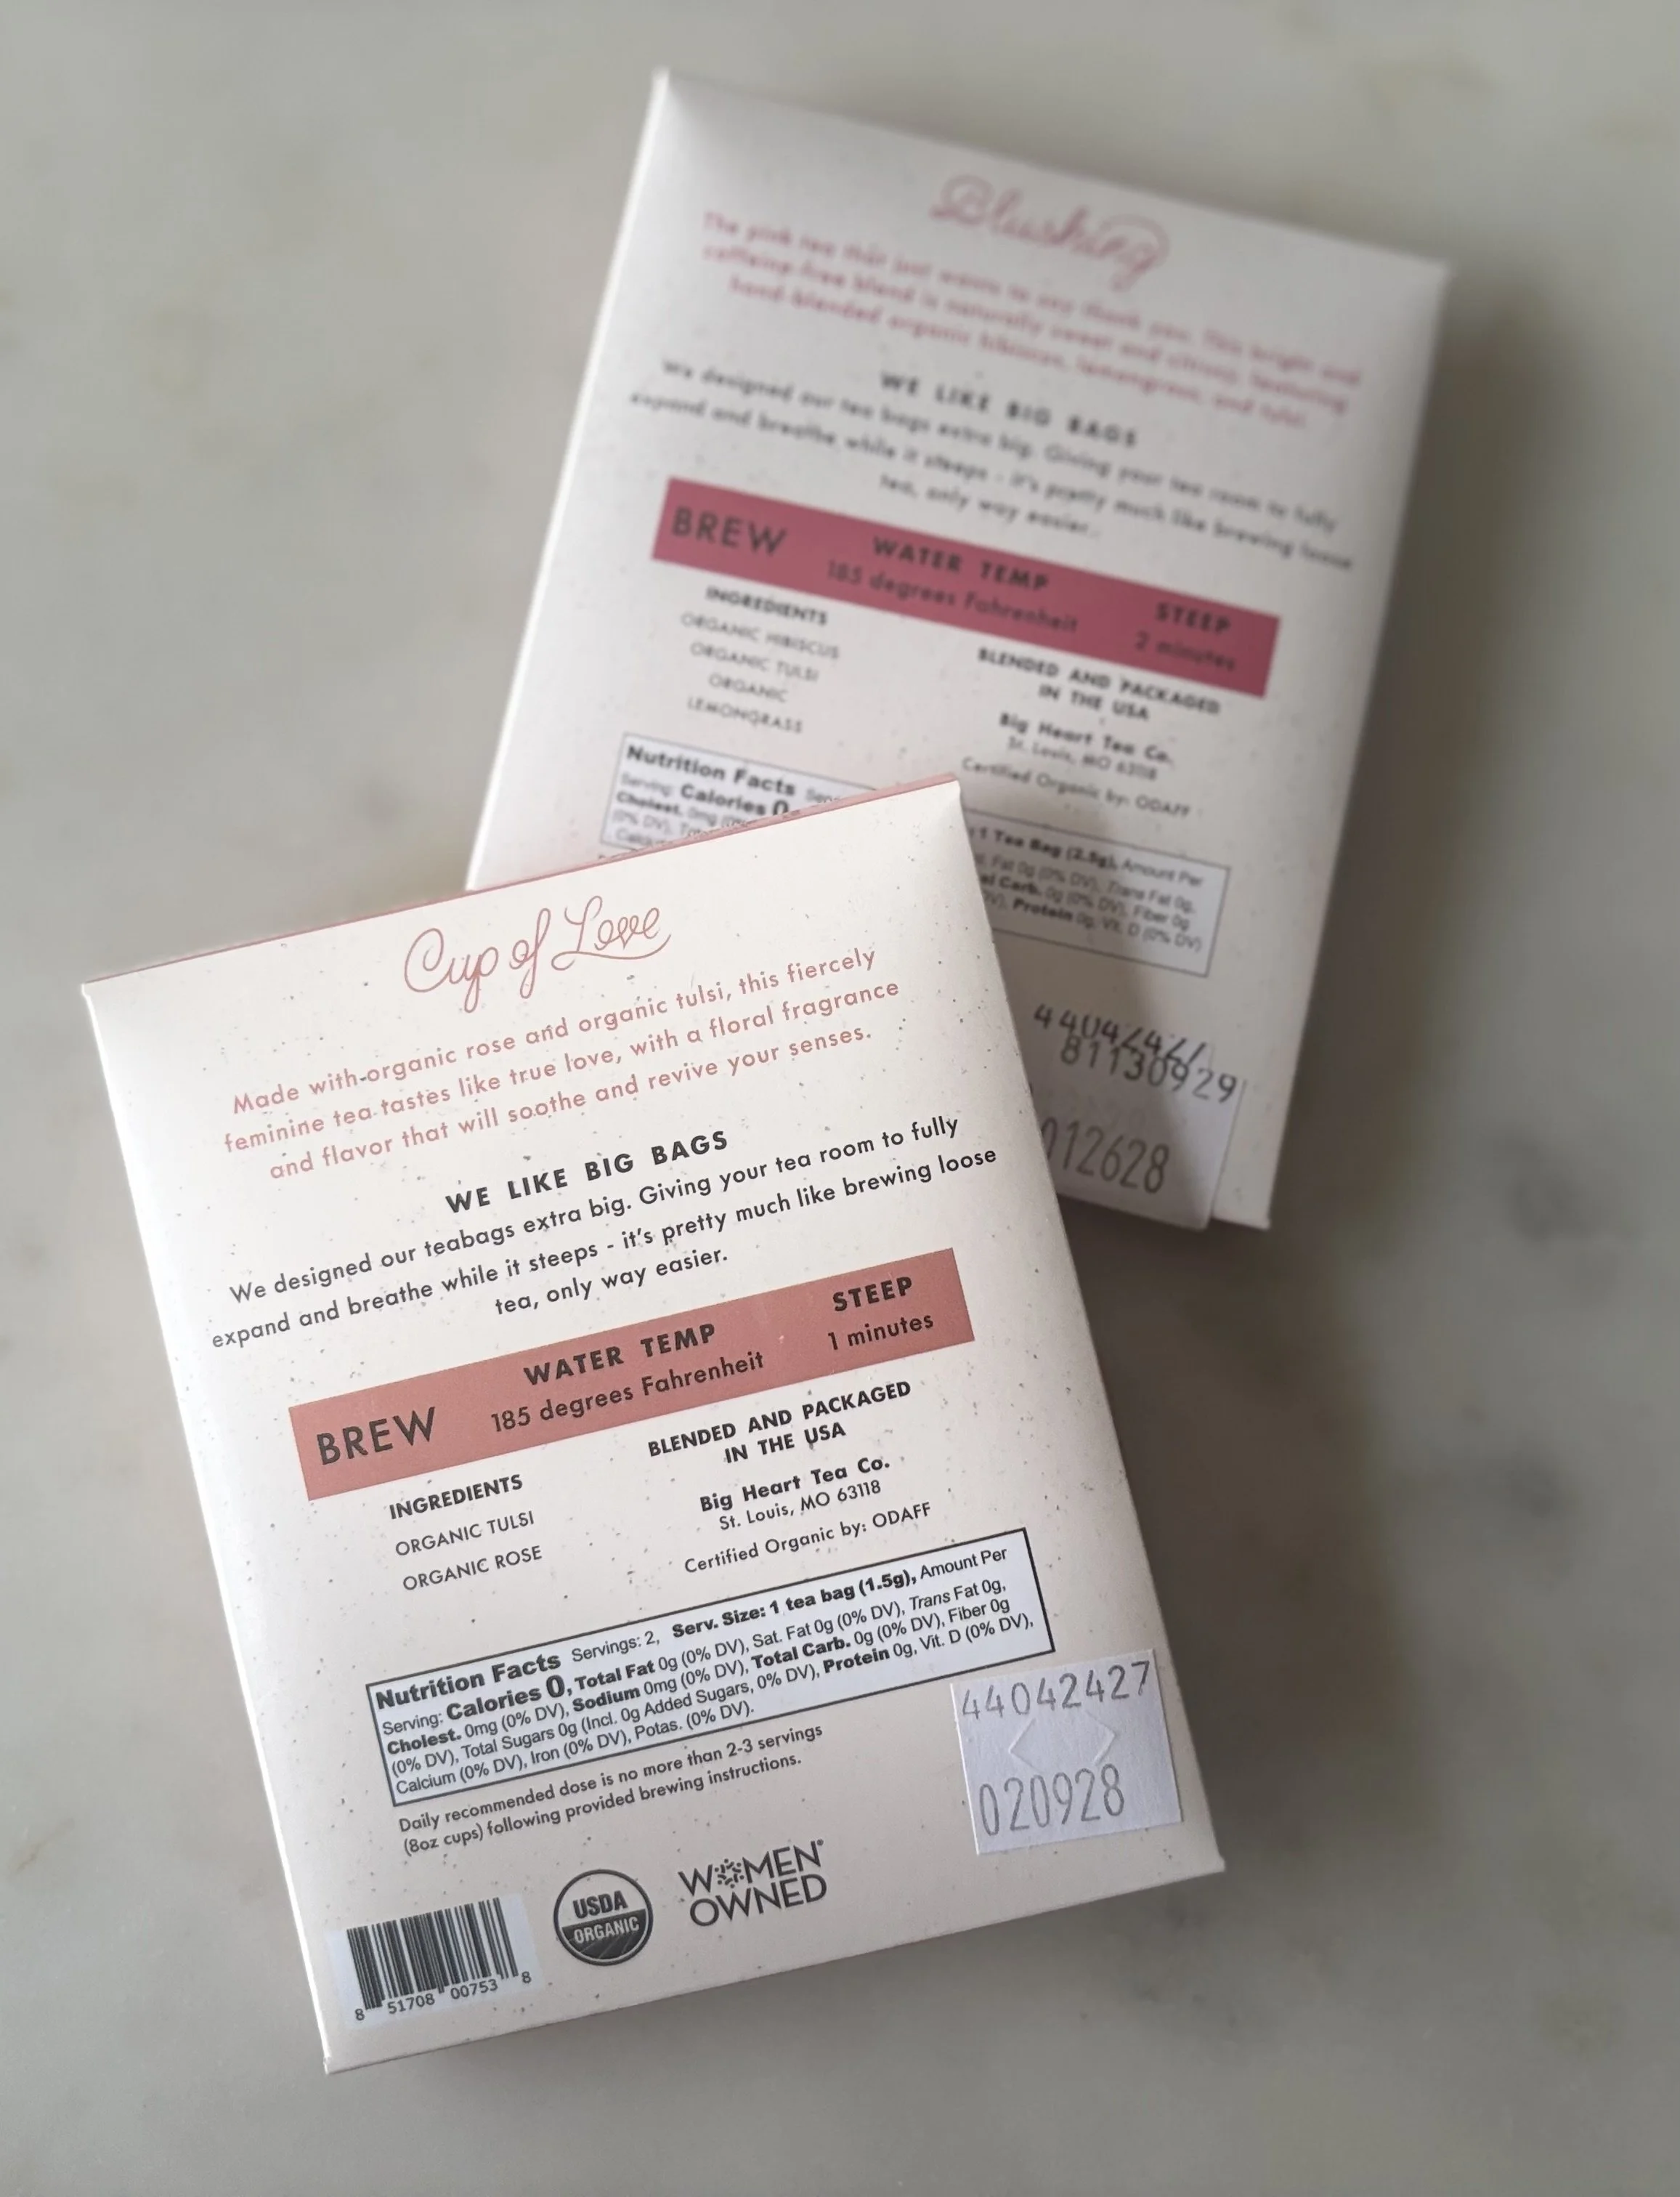 Blushing
The pink tea that just wants to say thank you. This bright and
caffeine-free blend is naturally sweet and citrusy, featuring
hand-blended organic hibiscus, lemongrass, and tulsi.
WE LIKE BIG BAGS
We designed our tea bags extra big. Giving your tea room to fully
expand and breathe while it steeps - it's pretty much like brewing loose
tea, only way easier.
BREW
WATER TEMP
185 degrees Fahrenheit
STEEP
2 minutes
INGREDIENTS
ORGANIC HIBISCUS
ORGANIC TULSI
ORGANIC
LEMONGRASS
BLENDED AND PACKAGED
IN THE USA
Big Heart Tea Co.
St. Louis, MO 63118
Certified Organic by: ODAFF
Nutrition Facts 1 Tea Bag (2.5g), Amount Per
Serving: Calories 0 Fat 0g (0% DV), Trans Fat 0g,
Cholest. 0mg Carb. 0g (0% DV), Fiber 0g
(0% DV), Protein 0g, Vit. D (0% DV)
81130929
012628
Cup of Love
Made with organic rose and organic tulsi, this fiercely
feminine tea tastes like true love, with a floral fragrance
and flavor that will soothe and revive your senses.
WE LIKE BIG BAGS
We designed our teabags extra big. Giving your tea room to fully
expand and breathe while it steeps - it's pretty much like brewing loose
tea, only way easier.
BREW
WATER TEMP
185 degrees Fahrenheit
STEEP
1 minutes
INGREDIENTS
ORGANIC TULSI
ORGANIC ROSE
BLENDED AND PACKAGED
IN THE USA
Big Heart Tea Co.
St. Louis, MO 63118
Certified Organic by: ODAFF
Nutrition Facts Servings: 2, Serv. Size: 1 tea bag (1.5g), Amount Per
Serving: Calories 0, Total Fat 0g (0% DV), Sat. Fat 0g (0% DV), Trans Fat 0g,
Cholest. 0mg (0% DV), Sodium 0mg (0% DV), Total Carb. 0g (0% DV), Fiber 0g
(0% DV), Total Sugars 0g (Incl. 0g Added Sugars, 0% DV), Protein 0g, Vit. D (0% DV),
Calcium (0% DV), Iron (0% DV), Potas. (0% DV).
Daily recommended dose is no more than 2-3 servings
(8oz cups) following provided brewing instructions.
44042427
020928
8 51708 00753 8
USDA
ORGANIC
WOMEN
OWNED